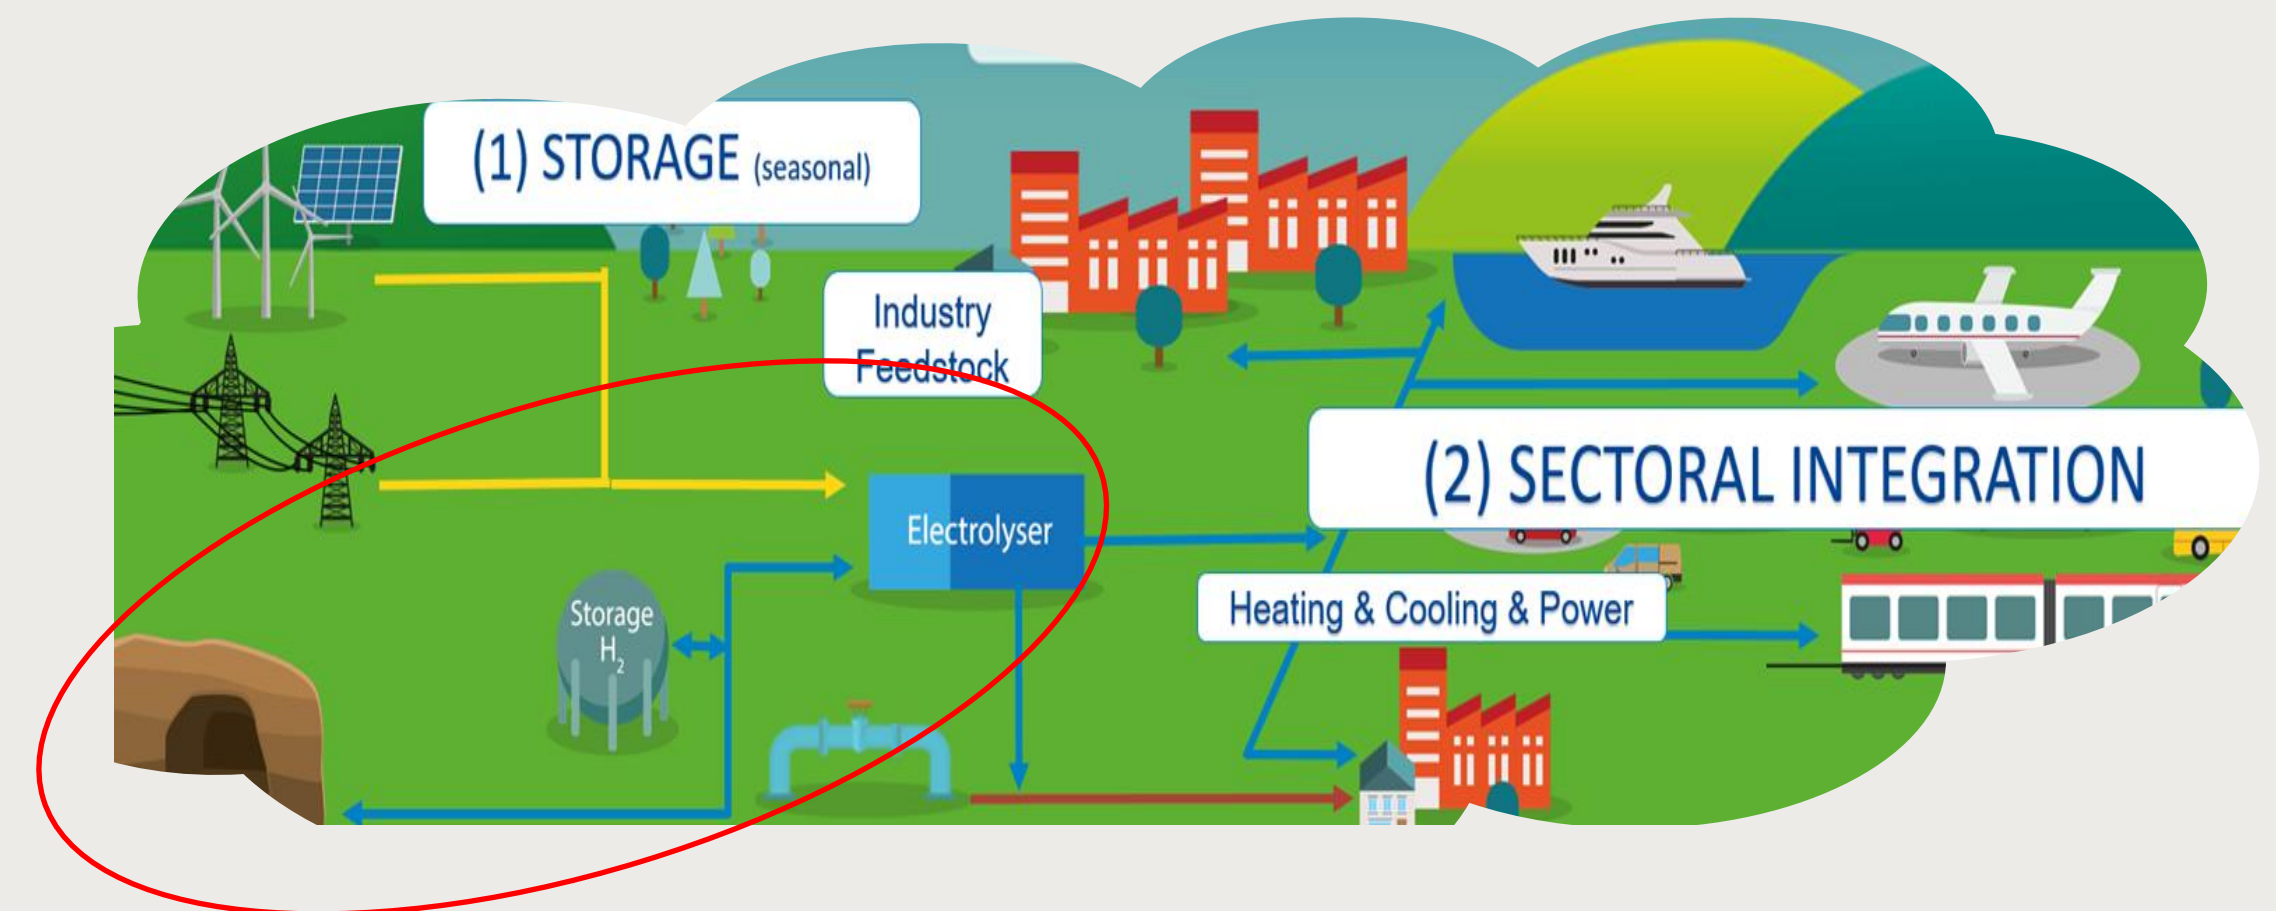 (1) STORAGE (seasonal)
Industry
Feedstock
(2) SECTORAL INTEGRATION
Electrolyser
Storage
H2
Heating & Cooling & Power